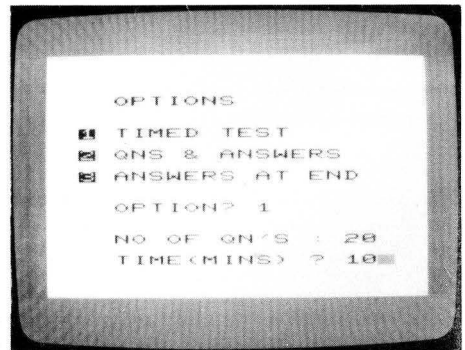 OPTIONS
1 TIMED TEST
2 QNS & ANSWERS
3 ANSWERS AT END
OPTION? 1
NO OF QN'S : 20
TIME(MINS) ? 10